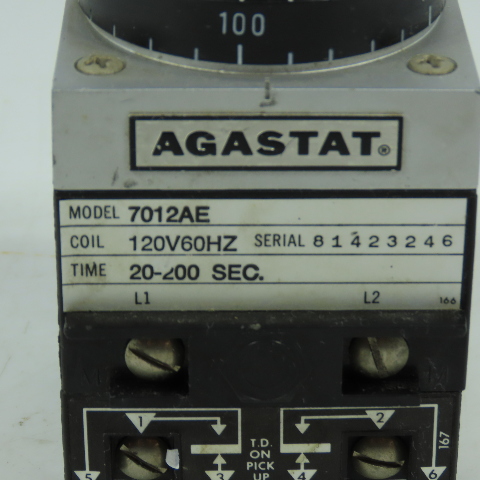 100
AGASTAT®
MODEL 7012AE
COIL 120V60HZ SERIAL 81423246
TIME 20-200 SEC.
L1 L2 166
1 2
T.D.
ON
PICK
UP
5 3 4 6
167